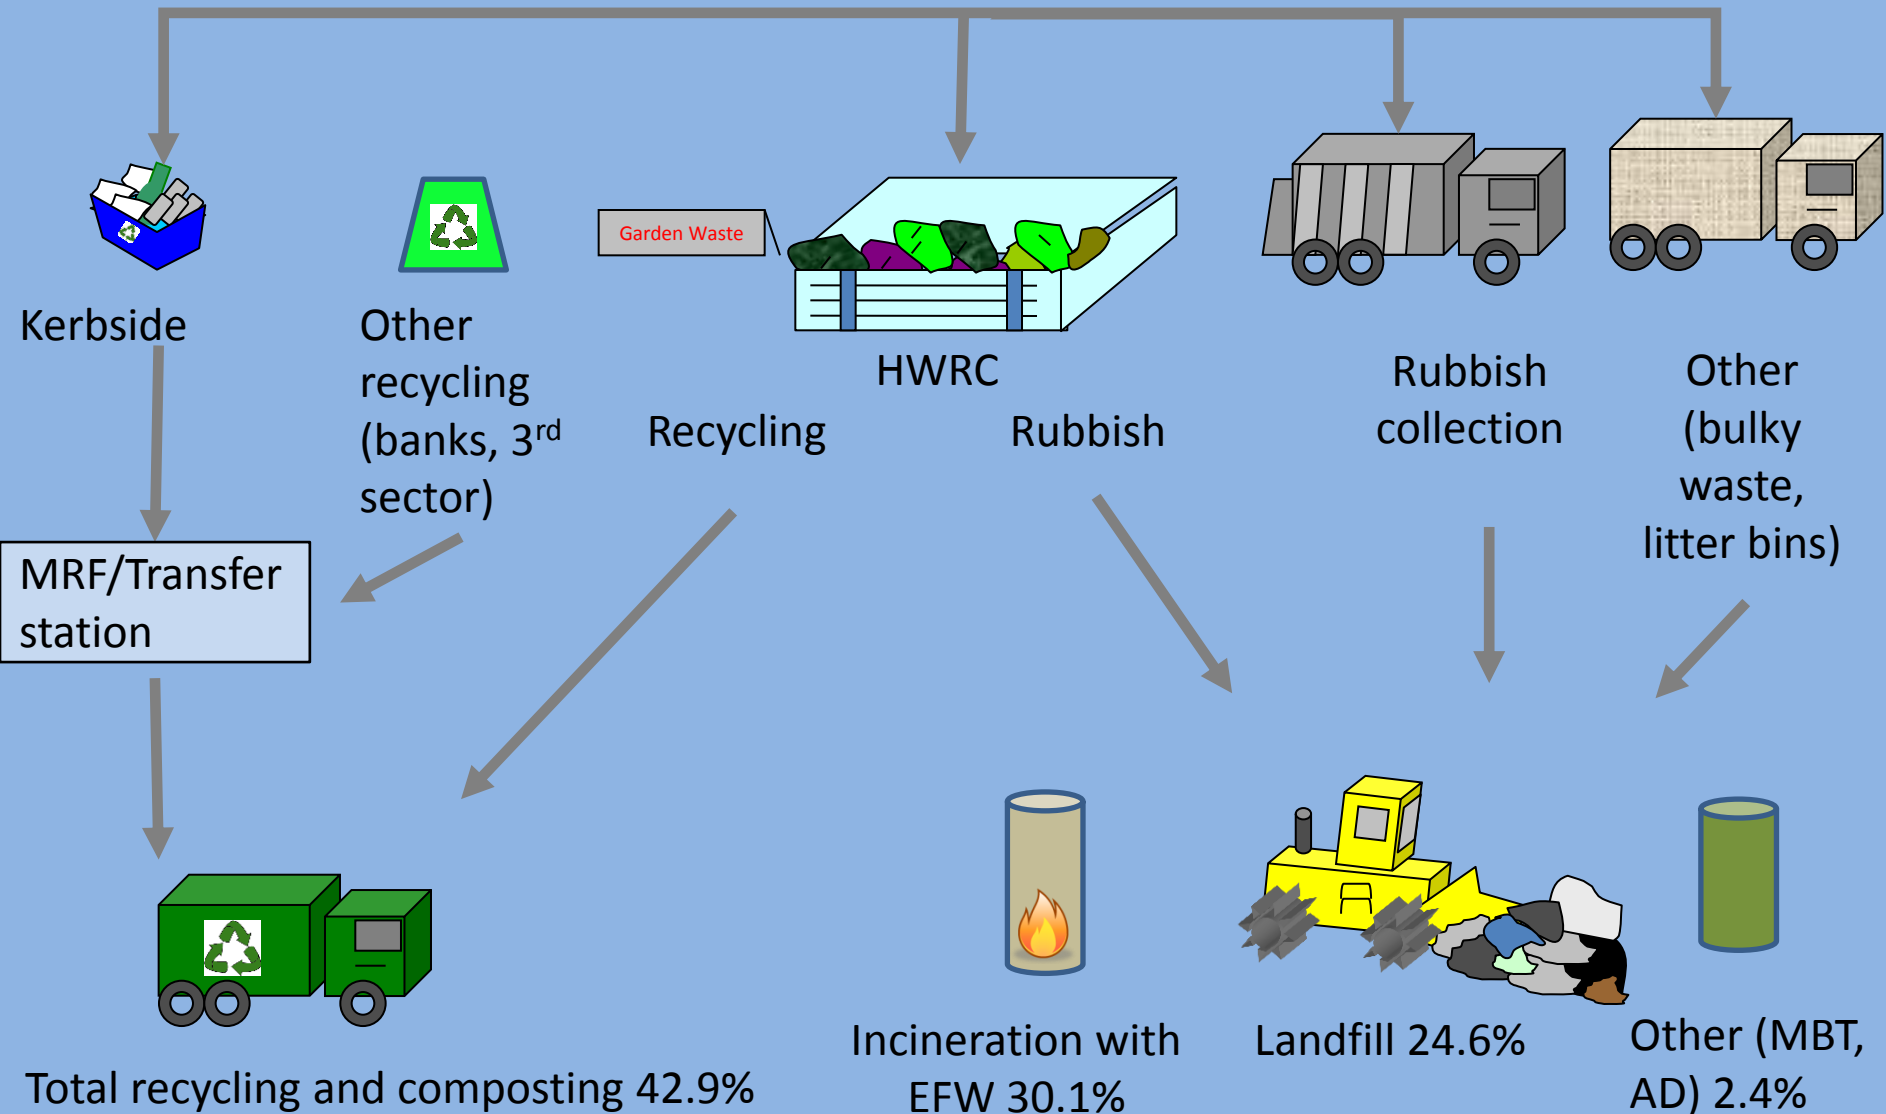 Garden Waste
Kerbside
Other
recycling
(banks, 3rd
sector)
HWRC
Recycling
Rubbish
Rubbish
collection
Other
(bulky
waste,
litter bins)
MRF/Transfer
station
Total recycling and composting 42.9%
Incineration with
EFW 30.1%
Landfill 24.6%
Other (MBT,
AD) 2.4%